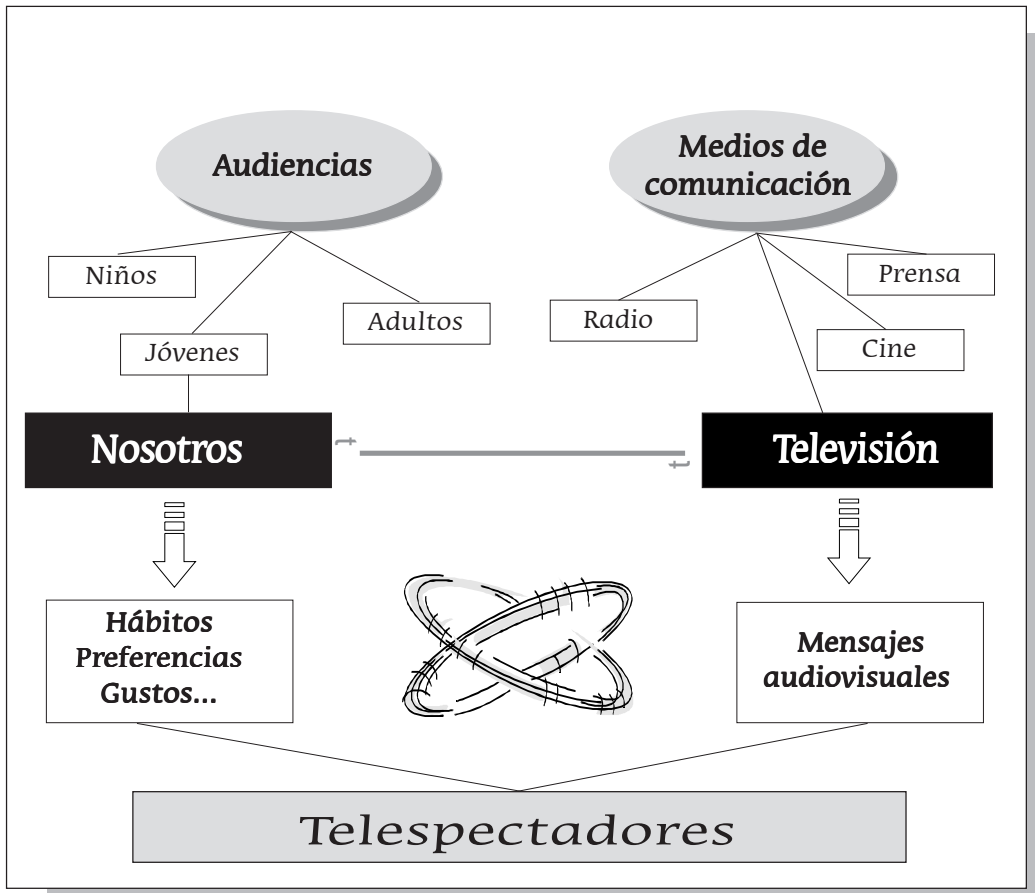 Audiencias
Medios de
comunicación
Niños
Jóvenes
Adultos
Radio
Cine
Prensa
Nosotros
Televisión
Hábitos
Preferencias
Gustos...
Mensajes
audiovisuales
Telespectadores